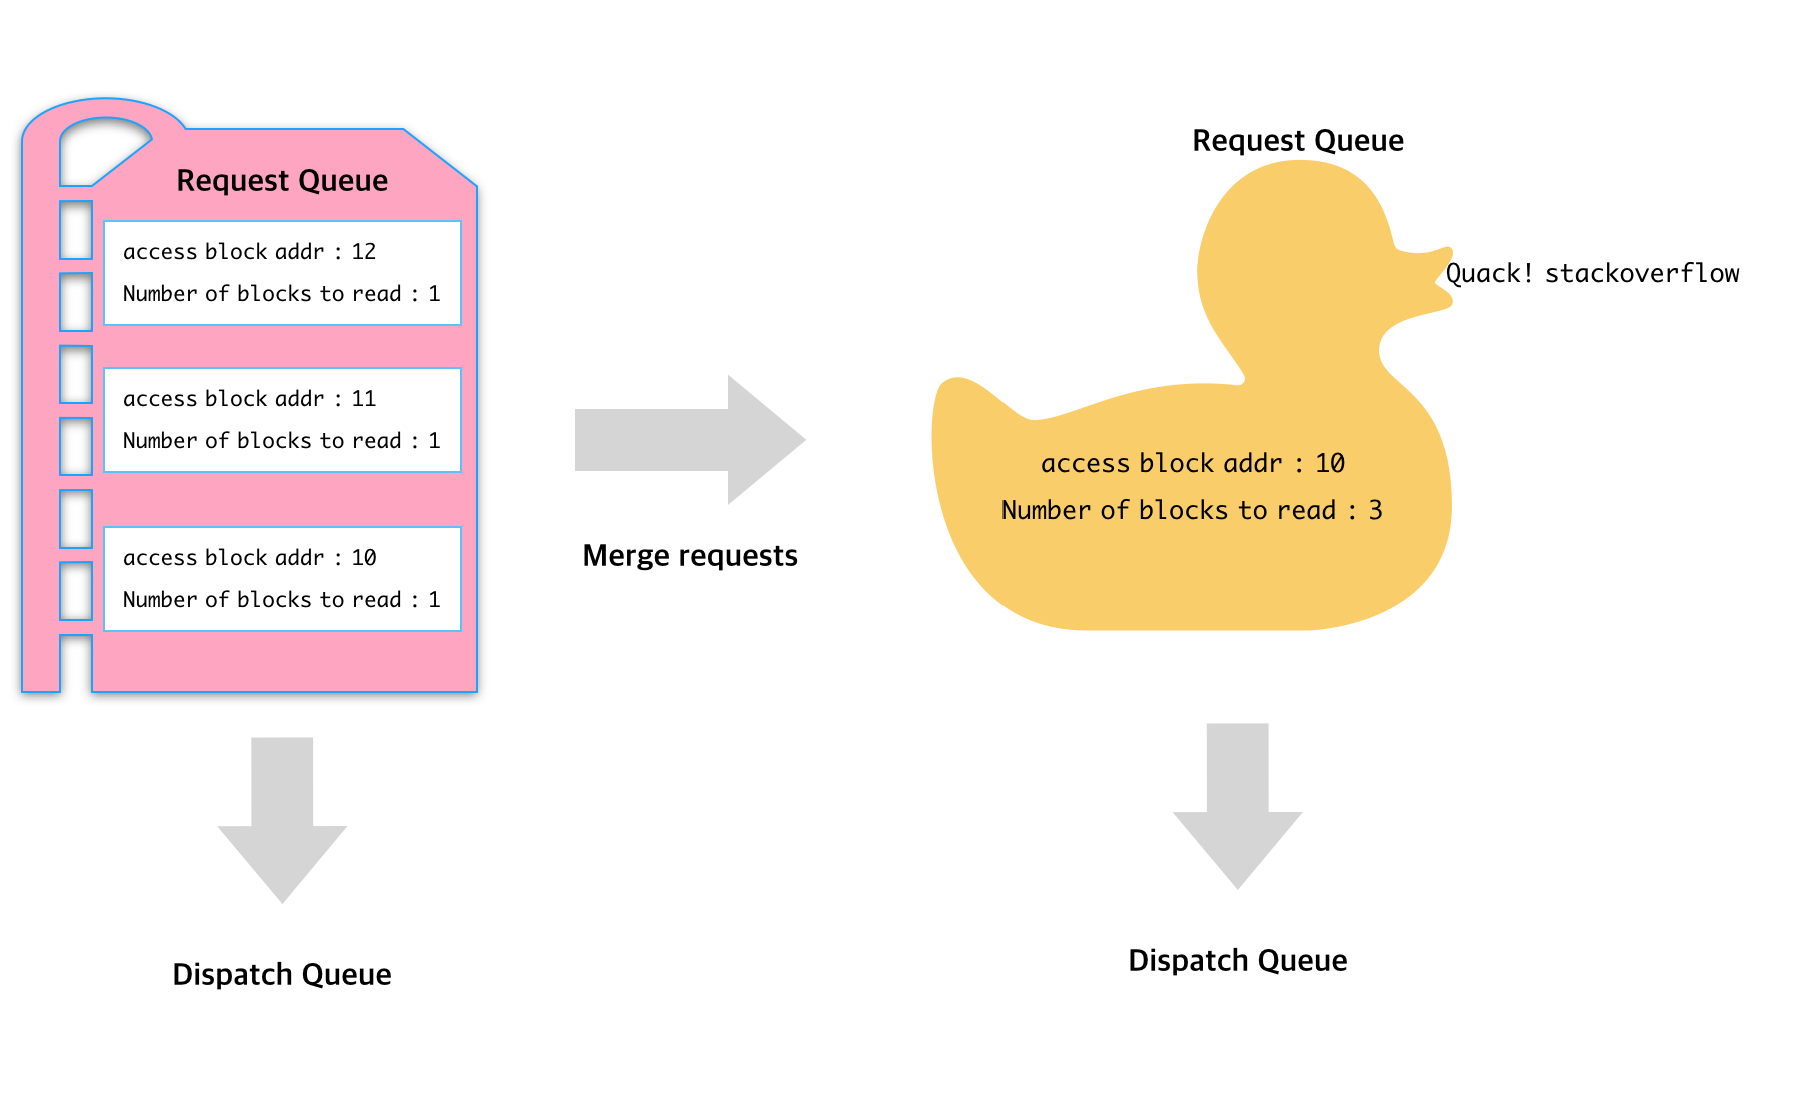 Request Queue
access block addr : 12
Number of blocks to read : 1
access block addr : 11
Number of blocks to read : 1
access block addr : 10
Number of blocks to read : 1
Dispatch Queue
Merge requests
Request Queue
Quack! stackoverflow
access block addr : 10
Number of blocks to read : 3
Dispatch Queue